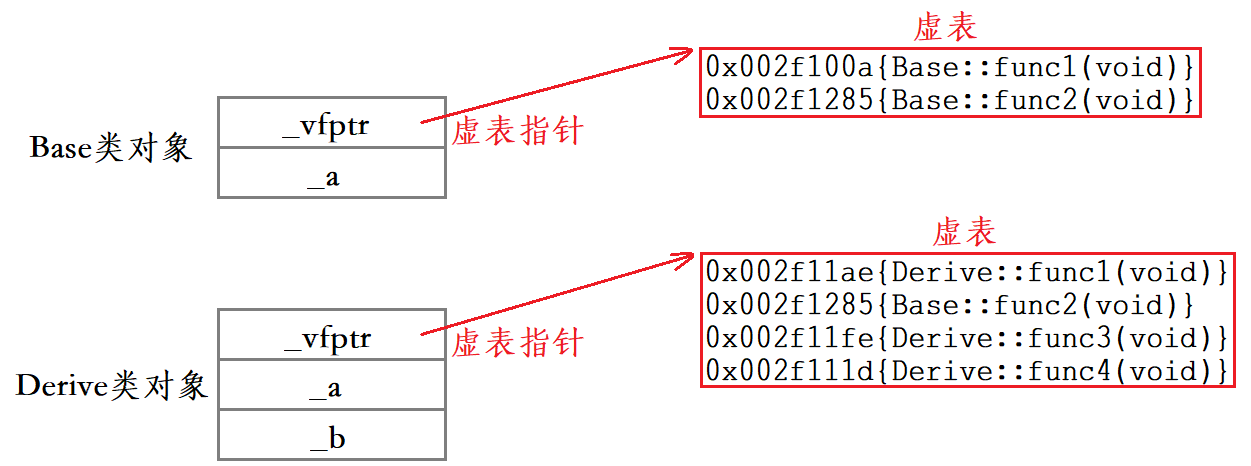 虚表
0x002f100a{Base::func1(void)}
0x002f1285{Base::func2(void)}
_vfptr
虚表指针
Base类对象
_a
虚表
0x002f11ae{Derive::func1(void)}
0x002f1285{Base::func2(void)}
0x002f11fe{Derive::func3(void)}
0x002f111d{Derive::func4(void)}
_vfptr
虚表指针
Derive类对象
_a
_b